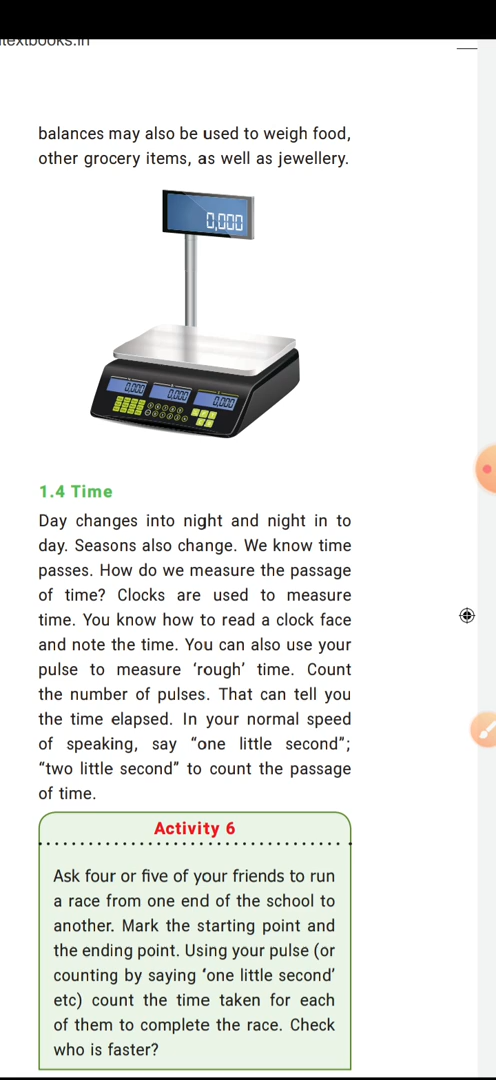 textbooks.in
balances may also be used to weigh food,
other grocery items, as well as jewellery.
0,000
0,000 0,000 0,000
1.4 Time
Day changes into night and night in to
day. Seasons also change. We know time
passes. How do we measure the passage
of time? Clocks are used to measure
time. You know how to read a clock face
and note the time. You can also use your
pulse to measure ‘rough’ time. Count
the number of pulses. That can tell you
the time elapsed. In your normal speed
of speaking, say “one little second”;
“two little second” to count the passage
of time.
Activity 6
Ask four or five of your friends to run
a race from one end of the school to
another. Mark the starting point and
the ending point. Using your pulse (or
counting by saying ‘one little second’
etc) count the time taken for each
of them to complete the race. Check
who is faster?